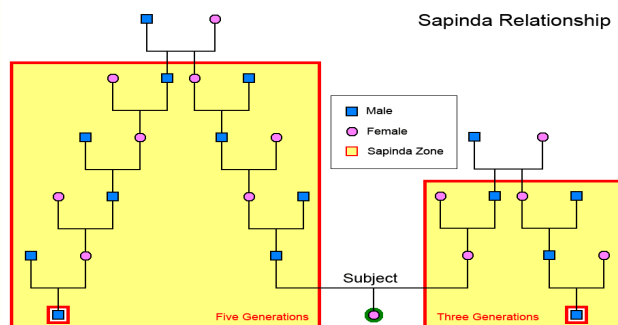 Sapinda Relationship
Male
Female
Sapinda Zone
Subject
Five Generations
Three Generations